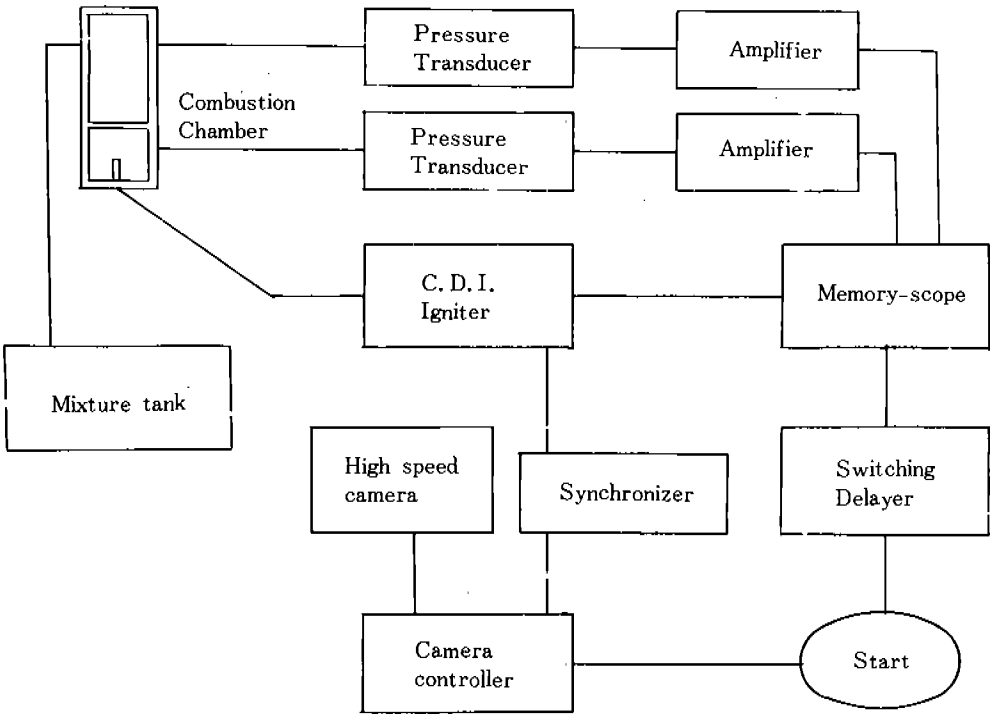 Pressure
Transducer
Amplifier
Combustion
Chamber
Pressure
Transducer
Amplifier
C. D. I.
Igniter
Memory-scope
Mixture tank
High speed
camera
Synchronizer
Switching
Delayer
Camera
controller
Start